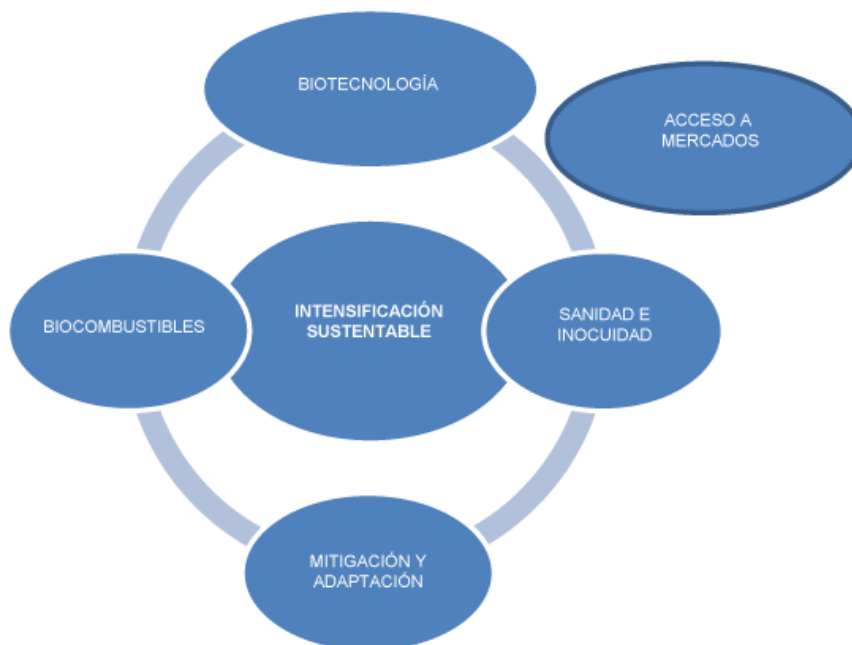 BIOTECNOLOGÍA
ACCESO A
MERCADOS
BIOCOMBUSTIBLES
INTENSIFICACIÓN
SUSTENTABLE
SANIDAD E
INOCUIDAD
MITIGACIÓN Y
ADAPTACIÓN